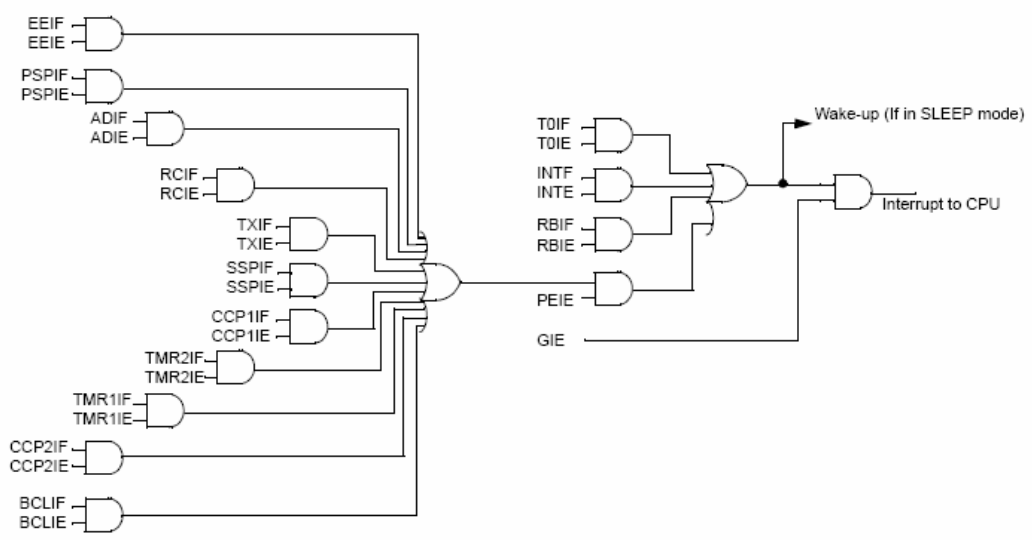 EEIF
EEIE
PSPIF
PSPIE
ADIF
ADIE
RCIF
RCIE
TXIF
TXIE
SSPIF
SSPIE
CCP1IF
CCP1IE
TMR2IF
TMR2IE
TMR1IF
TMR1IE
CCP2IF
CCP2IE
BCLIF
BCLIE
T0IF
T0IE
INTF
INTE
RBIF
RBIE
PEIE
GIE
Wake-up (If in SLEEP mode)
Interrupt to CPU